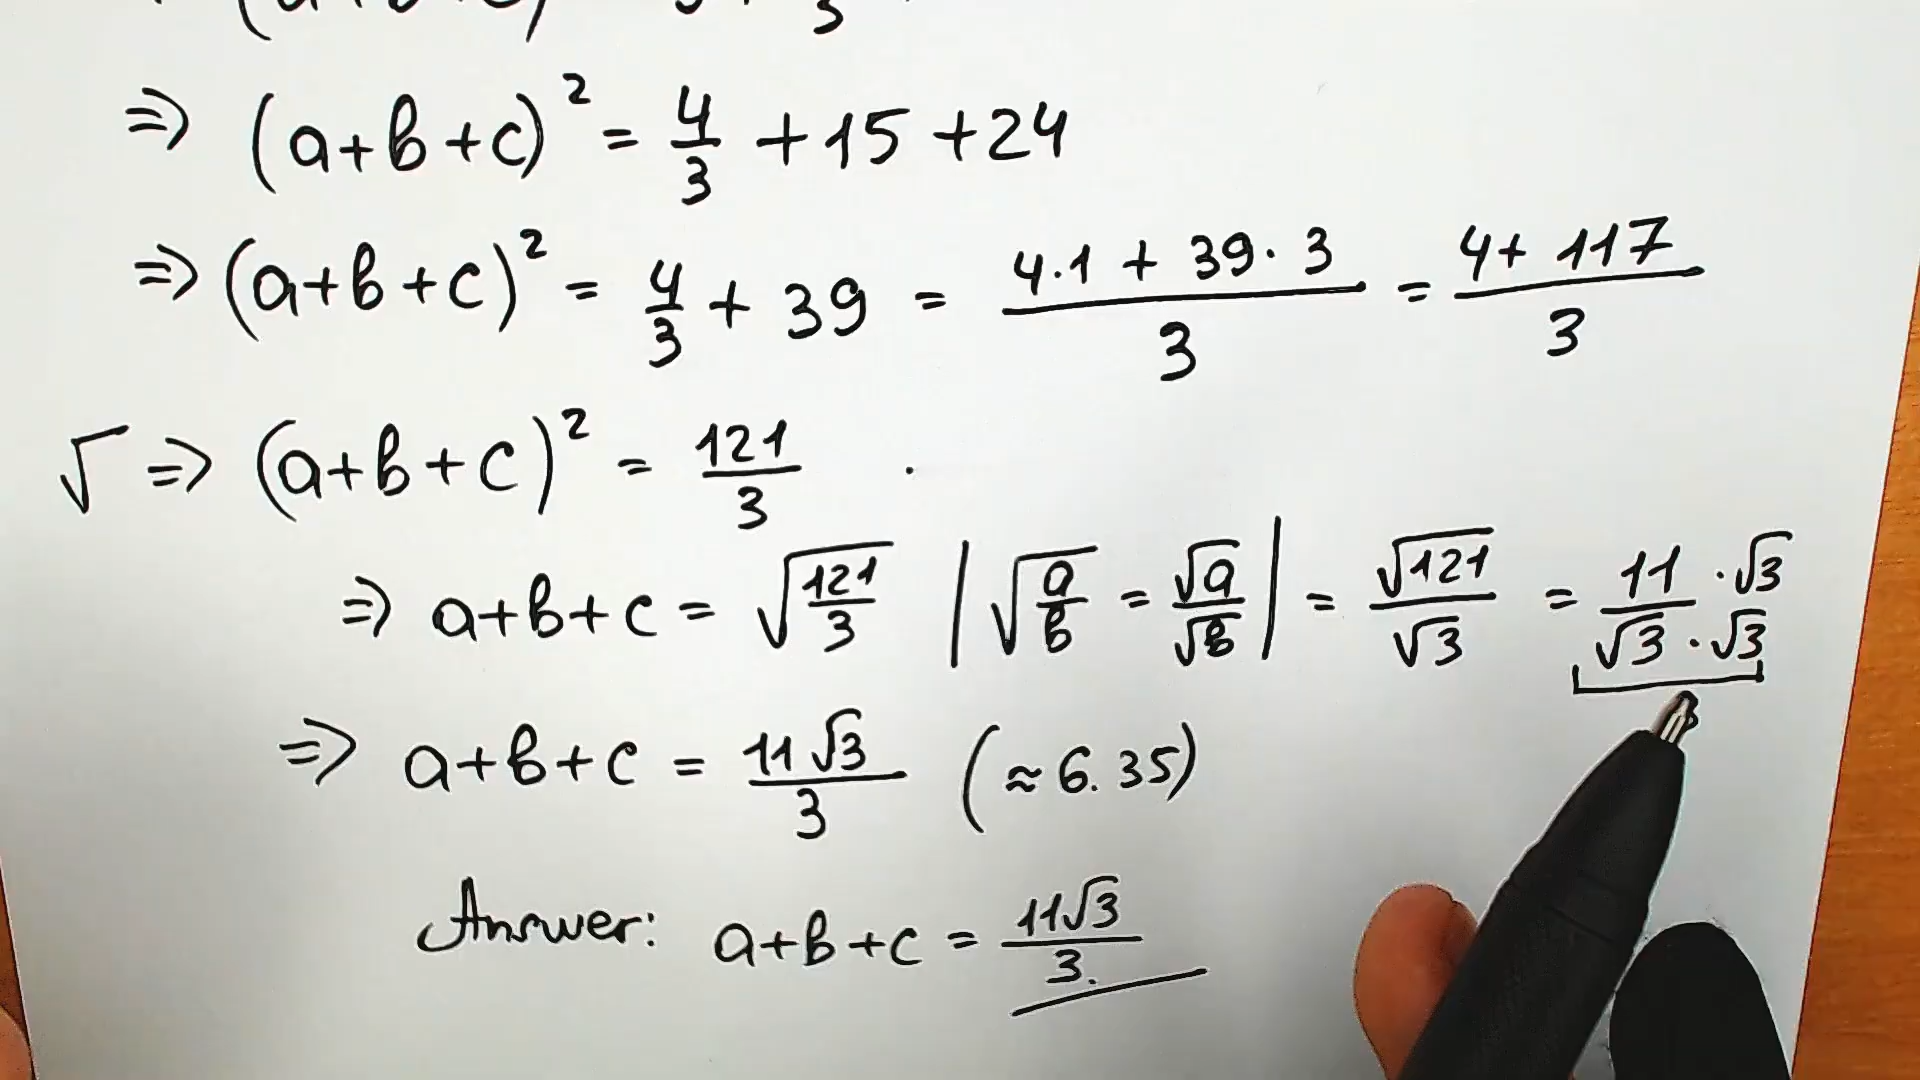 ⇒ (a+b+c)² = 4/3 + 15 + 24
⇒ (a+b+c)² = 4/3 + 39 = (4·1 + 39·3)/3 = (4 + 117)/3
√ ⇒ (a+b+c)² = 121/3
⇒ a+b+c = √(121/3) | √(a/b) = √a/√b | = √121/√3 = 11·√3/√3·√3
3
⇒ a+b+c = 11√3/3 (≈6.35)
Answer: a+b+c = 11√3/3.